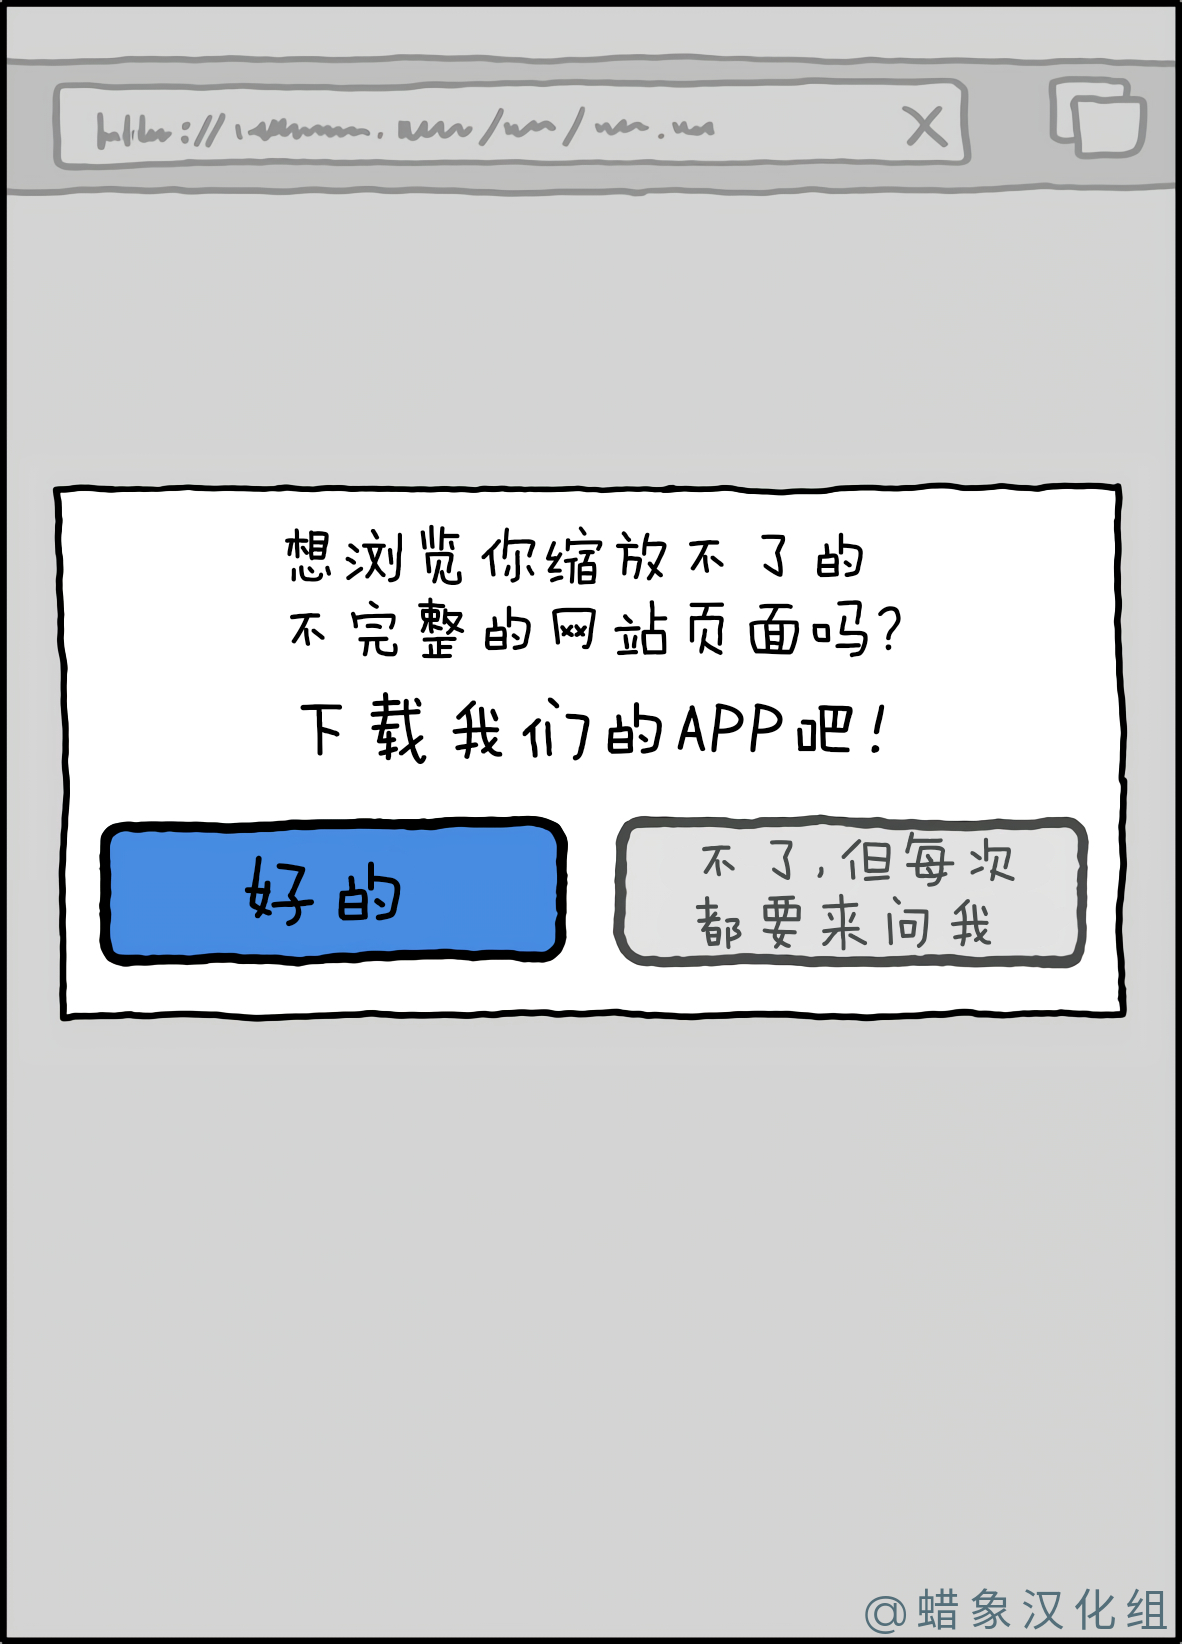 想浏览你缩放不了的
不完整的网站页面吗?
下载我们的APP吧!
好的
不了,但每次
都要来问我
@蜡象汉化组